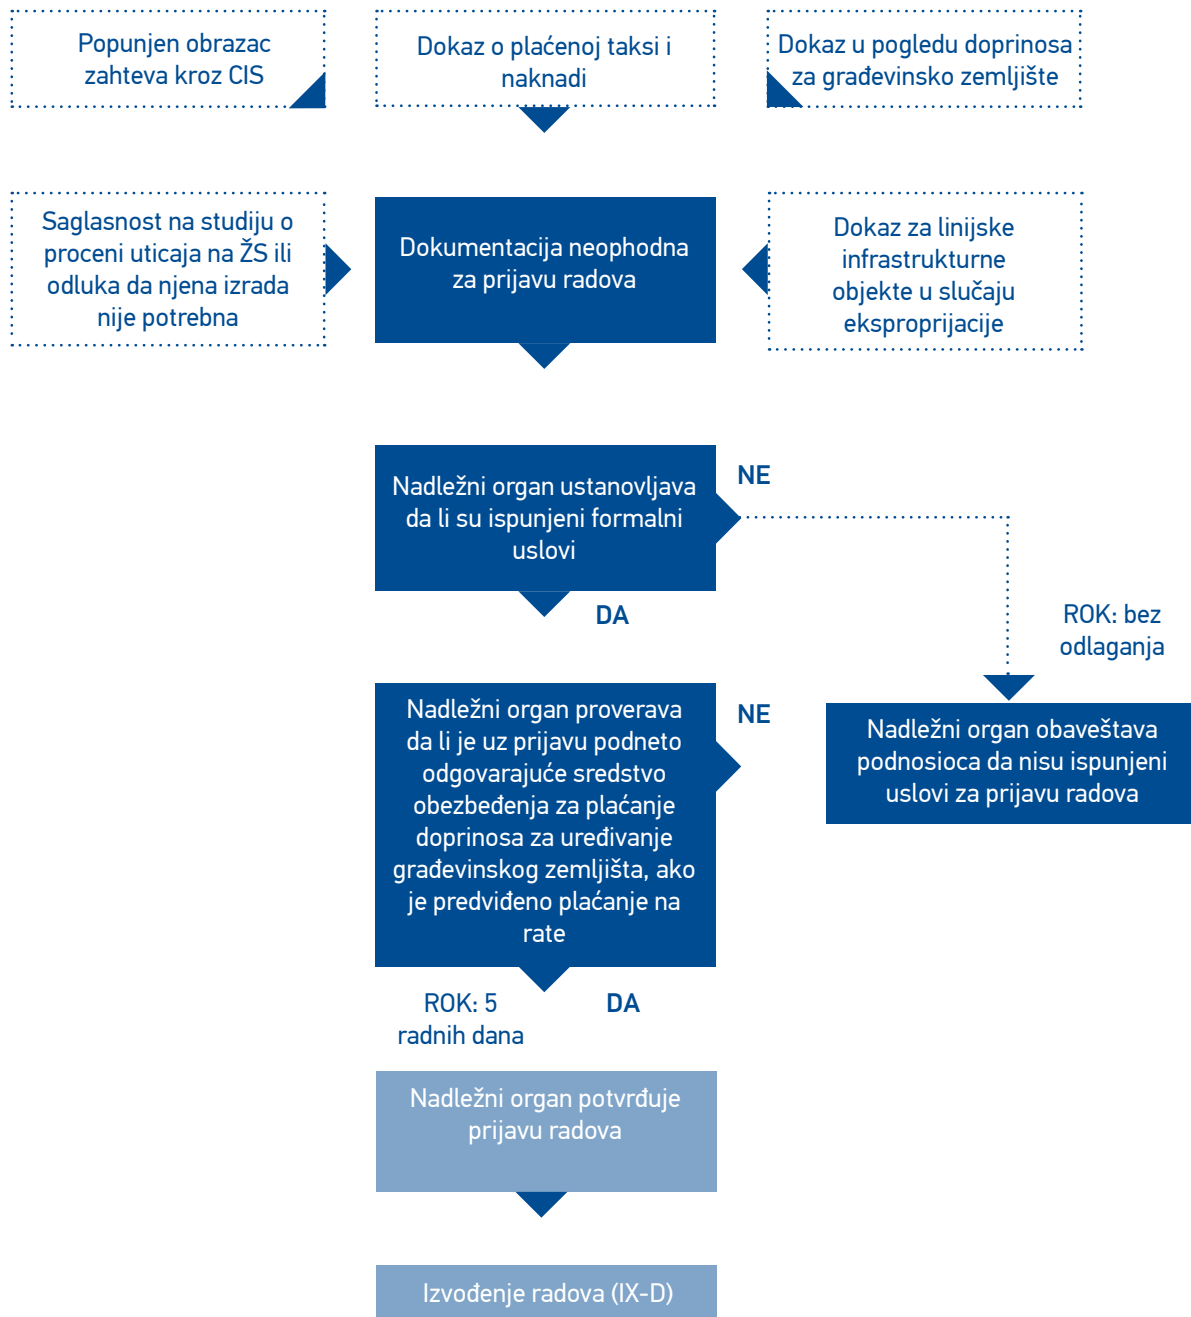 Popunjen obrazac
zahteva kroz CIS
Dokaz o plaćenoj taksi i
naknadi
Dokaz u pogledu doprinosa
za građevinsko zemljište
Saglasnost na studiju o
proceni uticaja na ŽS ili
odluka da njena izrada
nije potrebna
Dokumentacija neophodna
za prijavu radova
Dokaz za linijske
infrastrukturne
objekte u slučaju
eksproprijacije
Nadležni organ ustanovljava
da li su ispunjeni formalni
uslovi
NE
DA
ROK: bez
odlaganja
Nadležni organ proverava
da li je uz prijavu podneto
odgovarajuće sredstvo
obezbeđenja za plaćanje
doprinosa za uređivanje
građevinskog zemljišta, ako
je predviđeno plaćanje na
rate
NE
Nadležni organ obaveštava
podnosioca da nisu ispunjeni
uslovi za prijavu radova
ROK: 5
radnih dana
DA
Nadležni organ potvrđuje
prijavu radova
Izvođenje radova (IX-D)